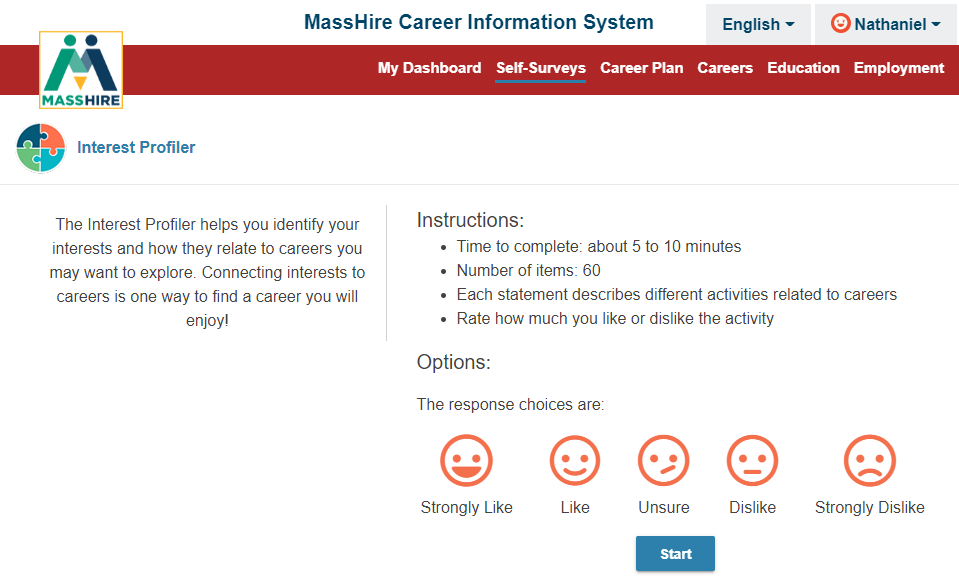 MassHire Career Information System
English
Nathaniel
MASSHIRE
My Dashboard Self-Surveys Career Plan Careers Education Employment
Interest Profiler
The Interest Profiler helps you identify your
interests and how they relate to careers you
may want to explore. Connecting interests to
careers is one way to find a career you will
enjoy!
Instructions:
Time to complete: about 5 to 10 minutes
Number of items: 60
Each statement describes different activities related to careers
Rate how much you like or dislike the activity
Options:
The response choices are:
Strongly Like Like Unsure Dislike Strongly Dislike
Start